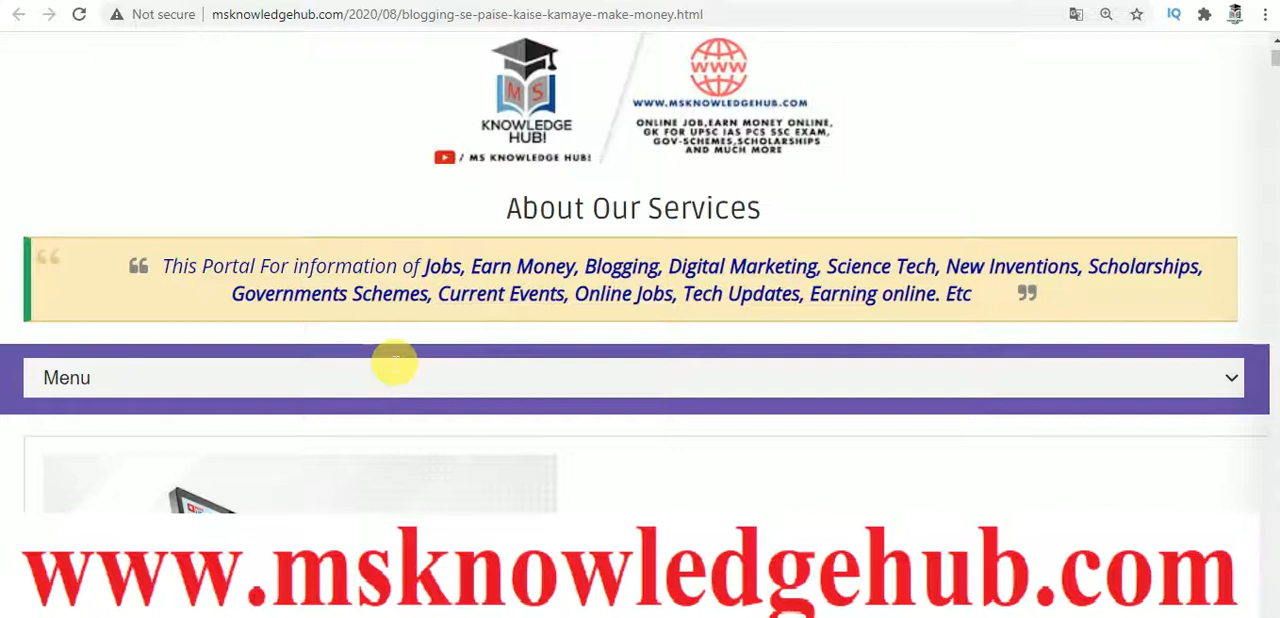 Not secure | msknowledgehub.com/2020/08/blogging-se-paise-kaise-kamaye-make-money.html
IQ
MS
KNOWLEDGE
HUB!
/ MS KNOWLEDGE HUB!
WWW
WWW.MSKNOWLEDGEHUB.COM
ONLINE JOB,EARN MONEY ONLINE,
GK FOR UPSC IAS PCS SSC EXAM,
GOV-SCHEMES,SCHOLARSHIPS
AND MUCH MORE
About Our Services
“ This Portal For information of Jobs, Earn Money, Blogging, Digital Marketing, Science Tech, New Inventions, Scholarships,
Governments Schemes, Current Events, Online Jobs, Tech Updates, Earning online. Etc ”
Menu
www.msknowledgehub.com